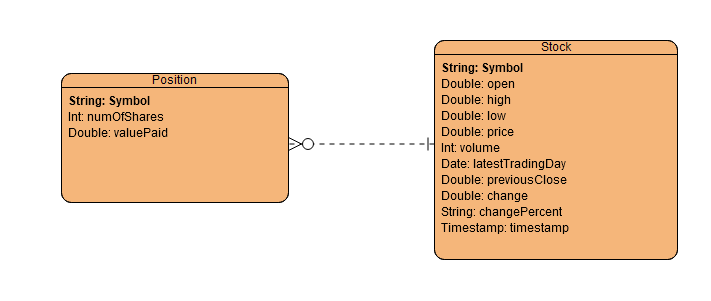 Position
String: Symbol
Int: numOfShares
Double: valuePaid
Stock
String: Symbol
Double: open
Double: high
Double: low
Double: price
Int: volume
Date: latestTradingDay
Double: previousClose
Double: change
String: changePercent
Timestamp: timestamp